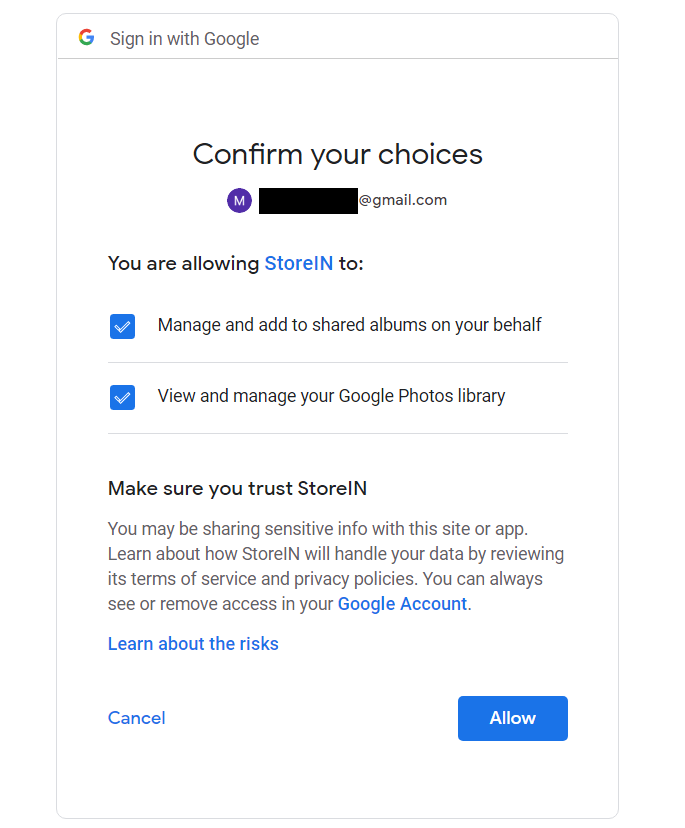 Sign in with Google
Confirm your choices
M @gmail.com
You are allowing StoreIN to:
Manage and add to shared albums on your behalf
View and manage your Google Photos library
Make sure you trust StoreIN
You may be sharing sensitive info with this site or app.
Learn about how StoreIN will handle your data by reviewing
its terms of service and privacy policies. You can always
see or remove access in your Google Account.
Learn about the risks
Cancel
Allow